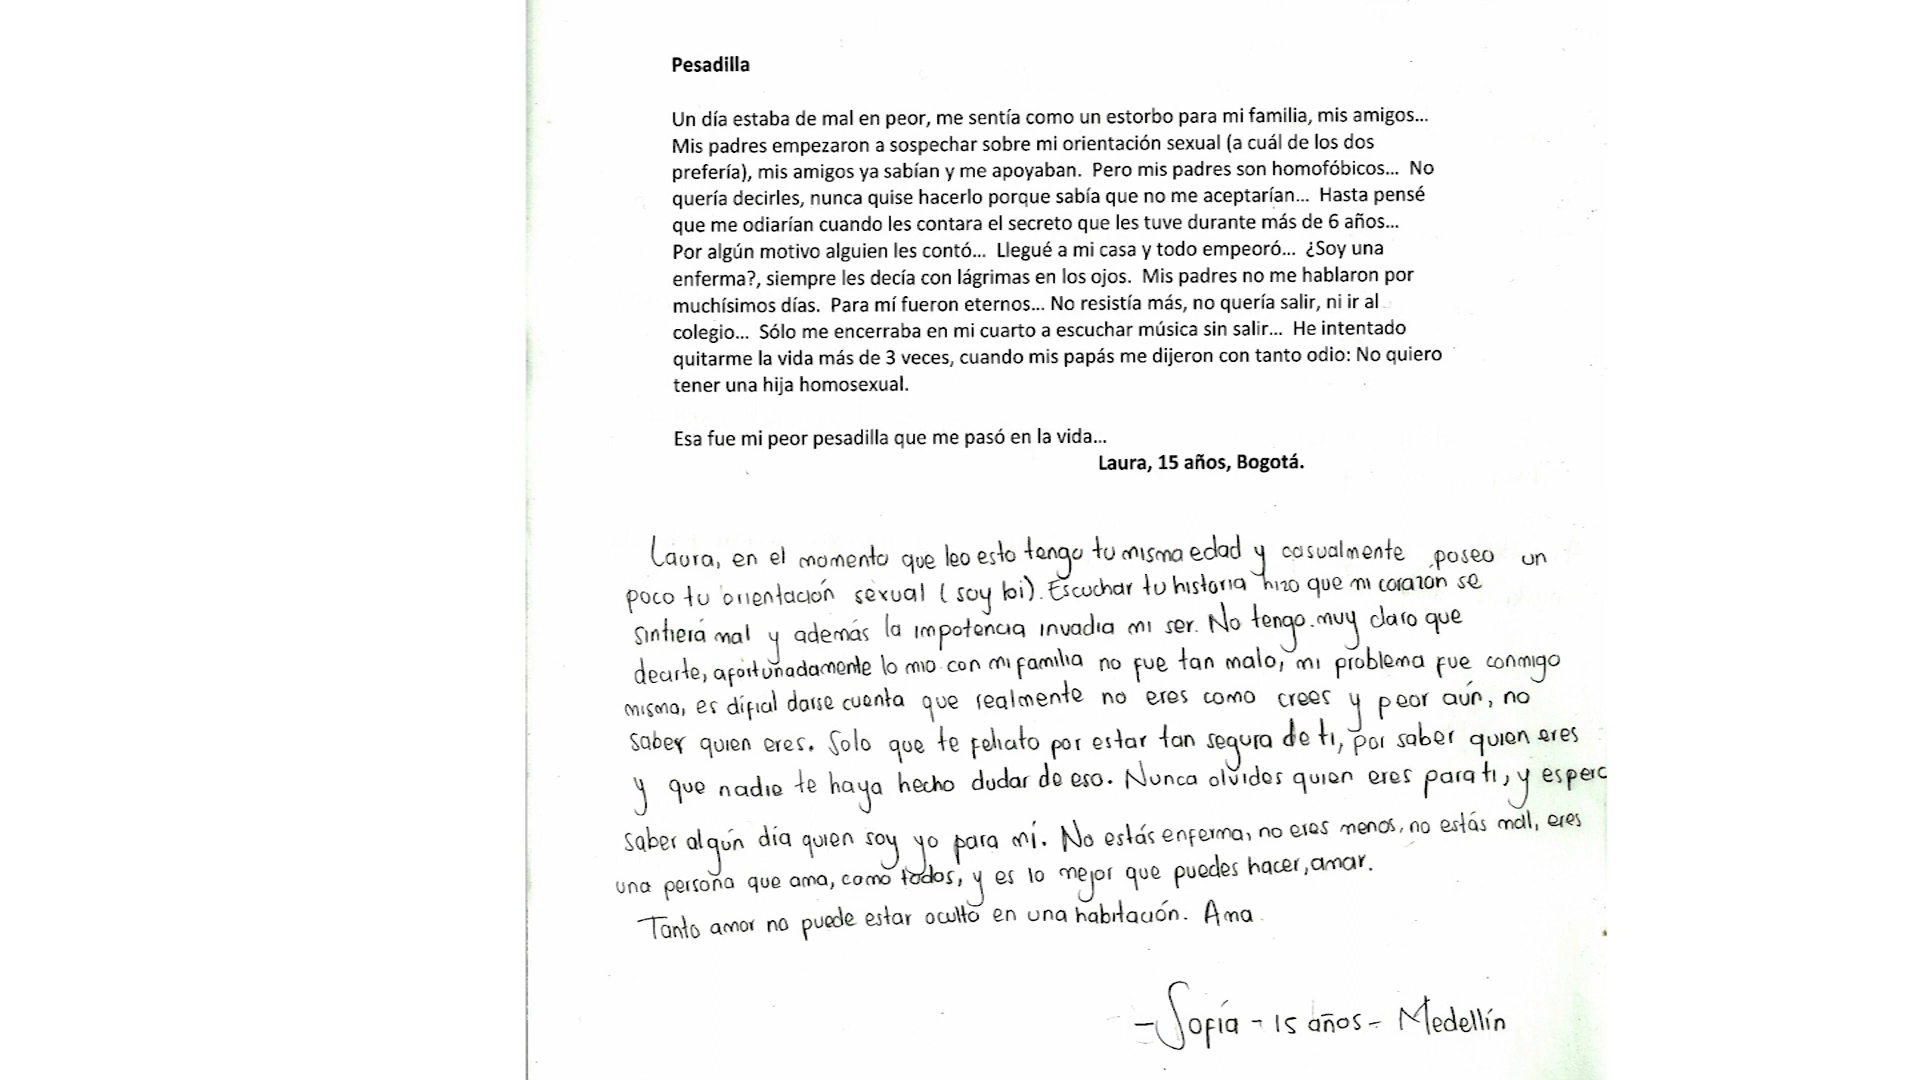 Pesadilla
Un día estaba de mal en peor, me sentía como un estorbo para mi familia, mis amigos...
Mis padres empezaron a sospechar sobre mi orientación sexual (a cuál de los dos
prefería), mis amigos ya sabían y me apoyaban.  Pero mis padres son homofóbicos...  No
quería decirles, nunca quise hacerlo porque sabía que no me aceptarían...  Hasta pensé
que me odiarían cuando les contara el secreto que les tuve durante más de 6 años...
Por algún motivo alguien les contó...  Llegué a mi casa y todo empeoró...  ¿Soy una
enferma?, siempre les decía con lágrimas en los ojos.  Mis padres no me hablaron por
muchísimos días.  Para mí fueron eternos... No resistía más, no quería salir, ni ir al
colegio...  Sólo me encerraba en mi cuarto a escuchar música sin salir...  He intentado
quitarme la vida más de 3 veces, cuando mis papás me dijeron con tanto odio: No quiero
tener una hija homosexual.
Esa fue mi peor pesadilla que me pasó en la vida...
Laura, 15 años, Bogotá.
Laura, en el momento que leo esto tengo tu misma edad y casualmente poseo un
poco tu orientación sexual (soy bi). Escuchar tu historia hizo que mi corazón se
sintiera mal y además la impotencia invadia mi ser. No tengo muy claro que
decirte, afortunadamente lo mio con mi familia no fue tan malo, mi problema fue conmigo
misma, es difícil darse cuenta que realmente no eres como crees y peor aún, no
saber quien eres. Solo que te felicito por estar tan segura de ti, por saber quien eres
y que nadie te haya hecho dudar de eso. Nunca olvides quien eres para ti, y espero
saber algún día quien soy yo para mí. No estás enferma, no eres menos, no estás mal, eres
una persona que ama, como todos, y es lo mejor que puedes hacer, amar.
Tanto amor no puede estar oculto en una habitación. Ama.
-Sofía - 15 años - Medellín